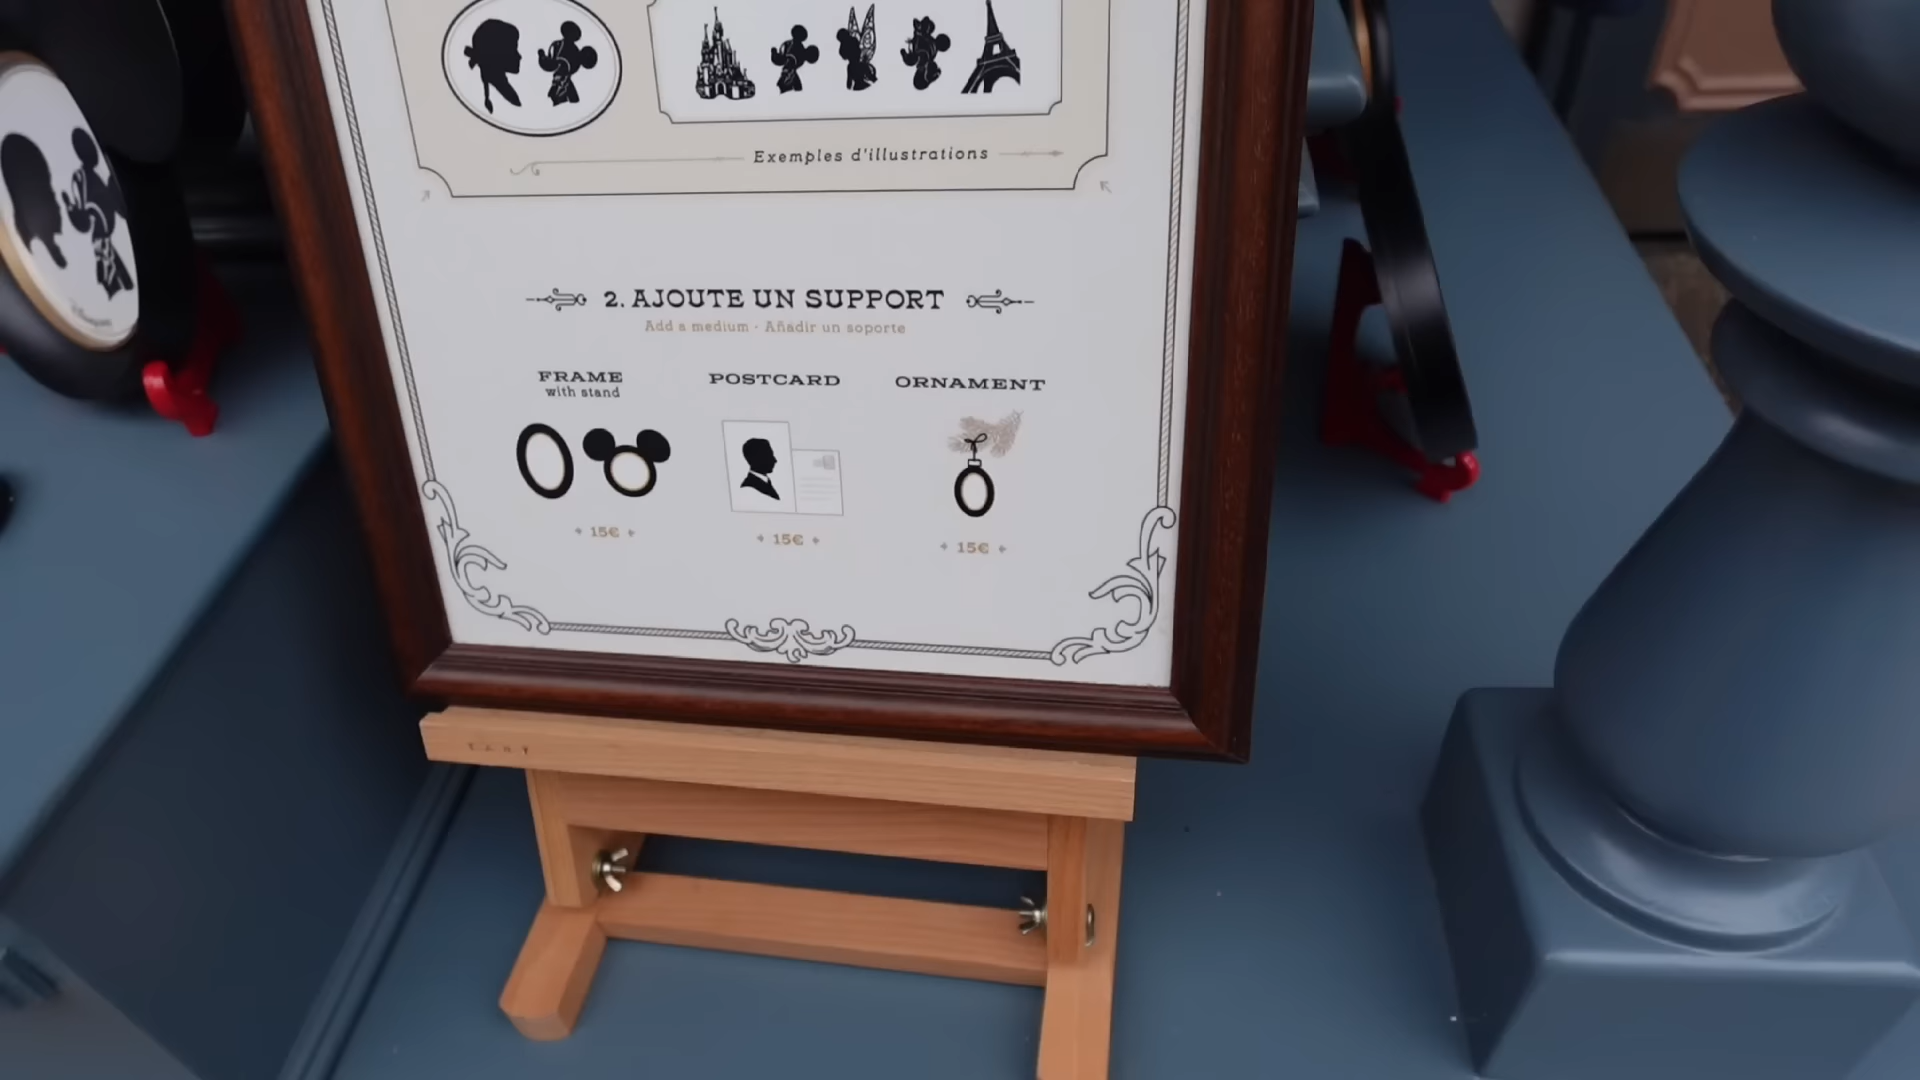 Exemples d'illustrations
2. AJOUTE UN SUPPORT
Add a medium · Añadir un soporte
FRAME
with stand
POSTCARD
ORNAMENT
15€
15€
15€